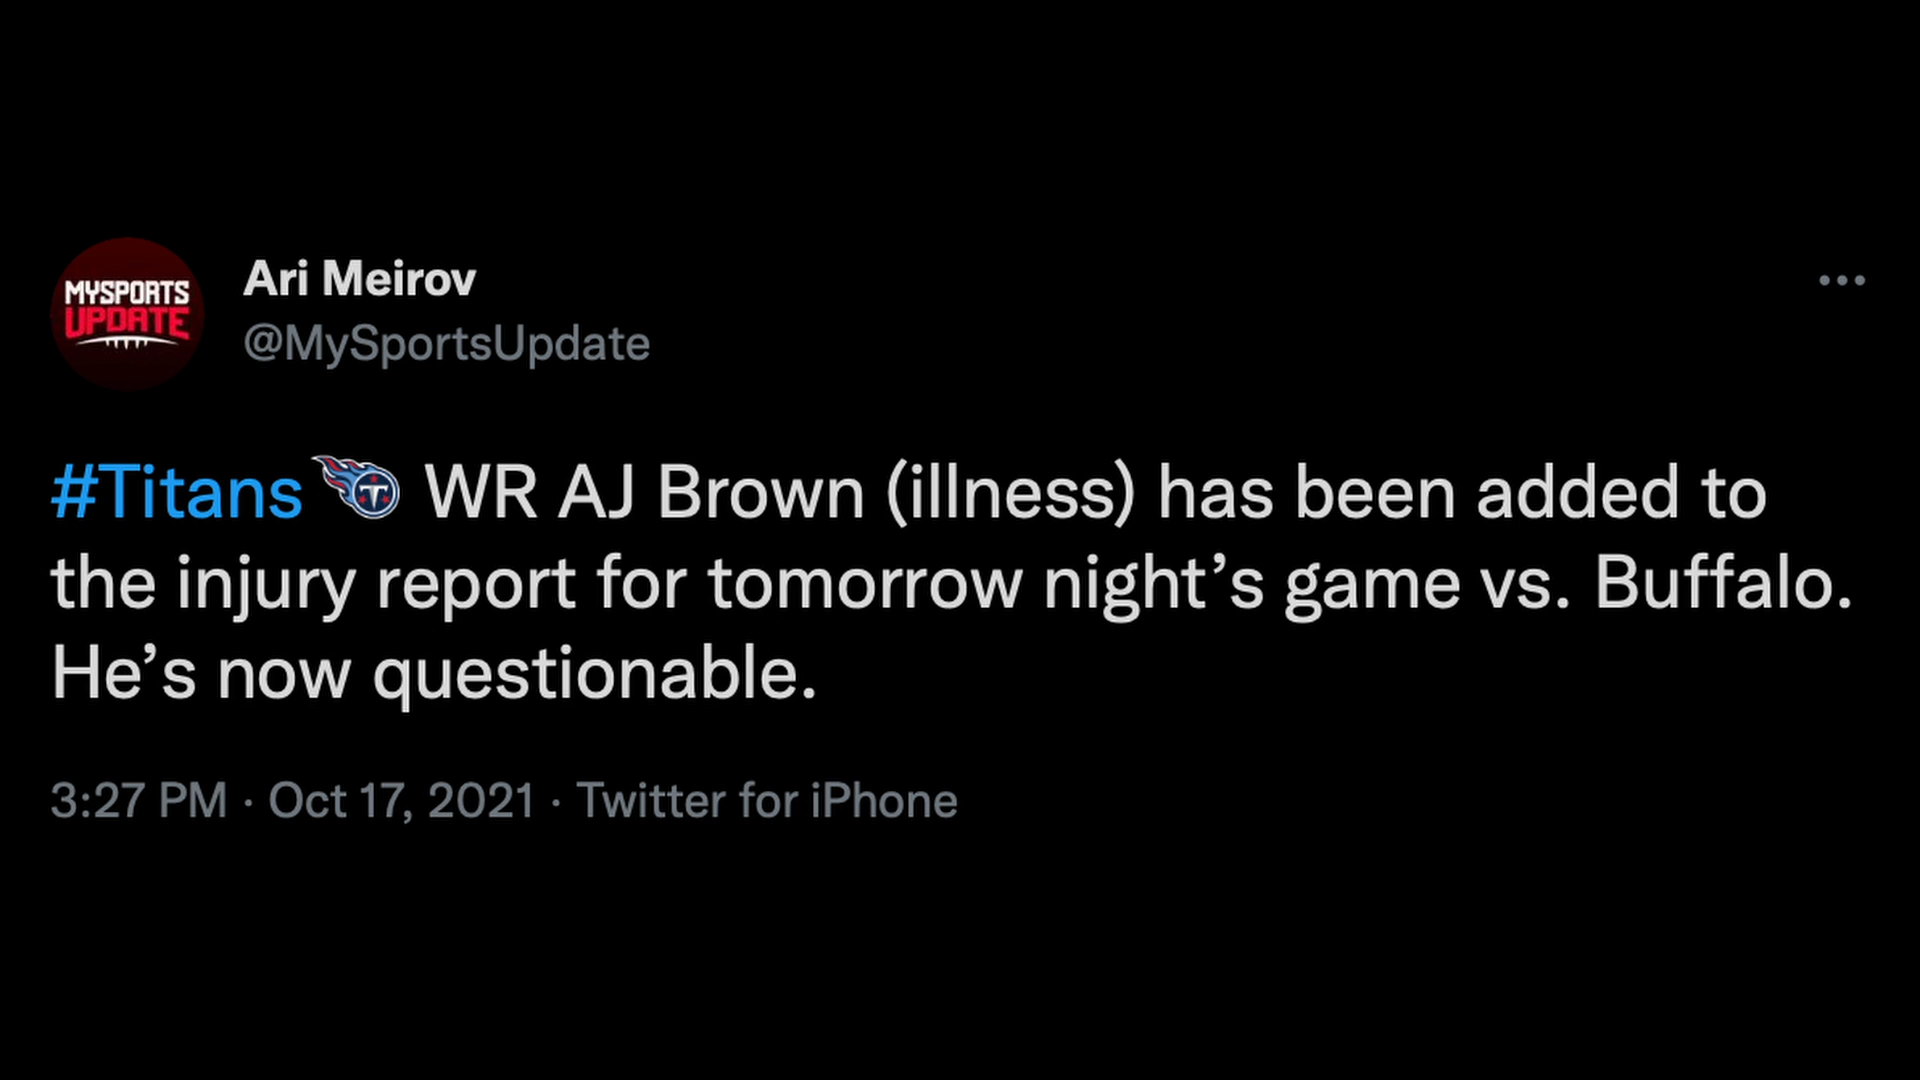 MYSPORTS
UPDATE
Ari Meirov
@MySportsUpdate
#Titans WR AJ Brown (illness) has been added to
the injury report for tomorrow night’s game vs. Buffalo.
He’s now questionable.
3:27 PM · Oct 17, 2021 · Twitter for iPhone